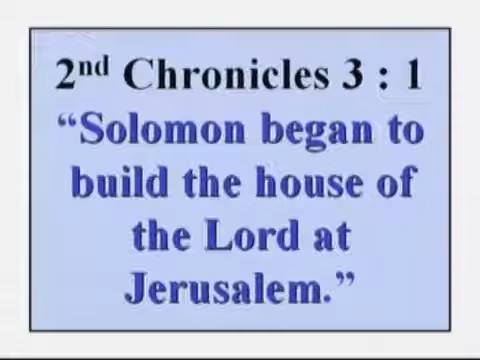 2nd Chronicles 3 : 1
“Solomon began to
build the house of
the Lord at
Jerusalem.”